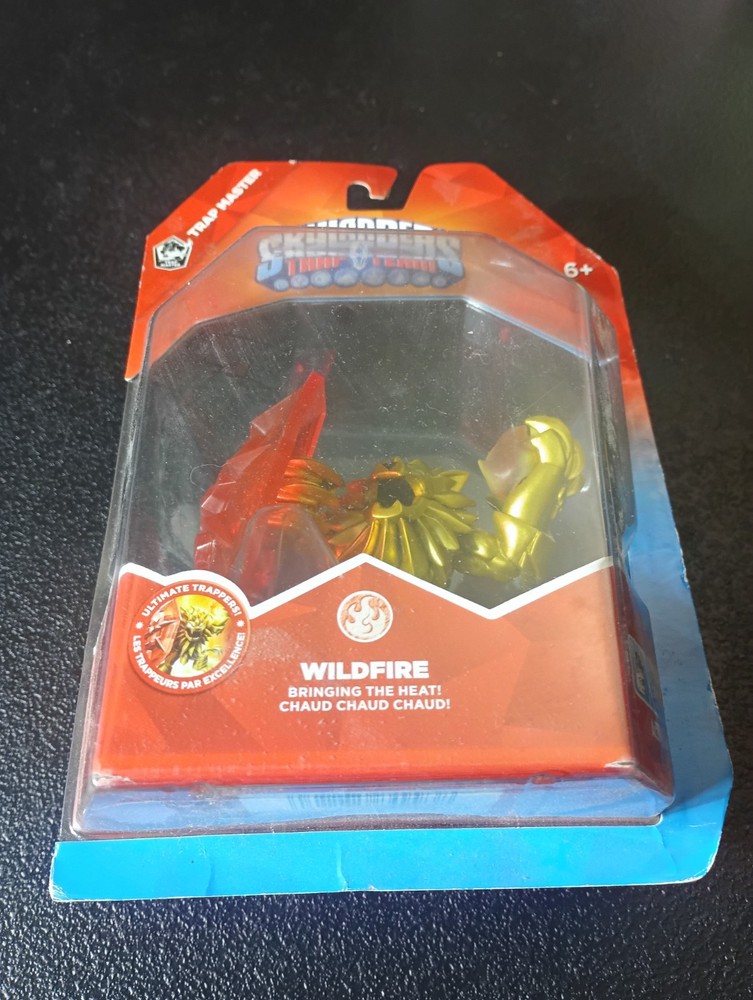 TRAP MASTER
SKYLANDERS
TRAP TEAM
6+
ULTIMATE TRAPPERS!
LES TRAPPEURS PAR EXCELLENCE!
WILDFIRE
BRINGING THE HEAT!
CHAUD CHAUD CHAUD!